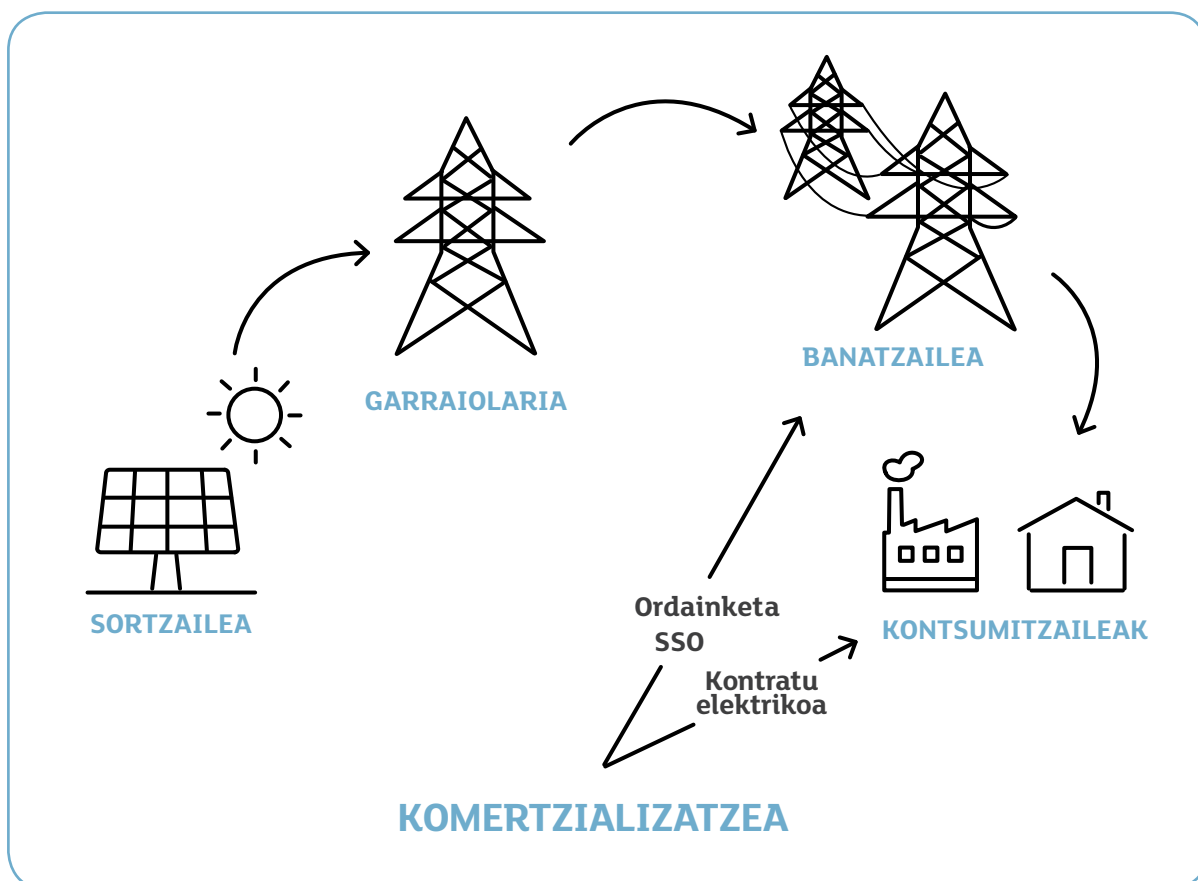 BANATZAILEA
GARRAIOLARIA
SORTZAILEA
Ordainketa
SSO
KONTSUMITZAILEAK
Kontratu
elektrikoa
KOMERTZIALIZATZEA